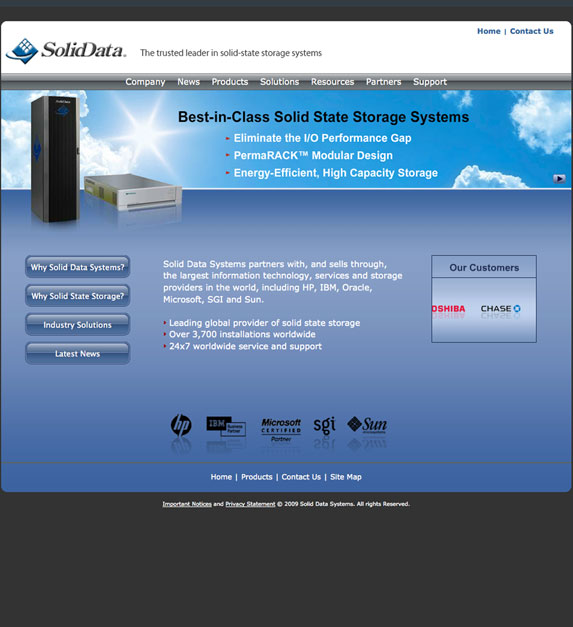 Home | Contact Us
SolidData.
The trusted leader in solid-state storage systems
Company News Products Solutions Resources Partners Support
Best-in-Class Solid State Storage Systems
Eliminate the I/O Performance Gap
PermaRACK™ Modular Design
Energy-Efficient, High Capacity Storage
Why Solid Data Systems?
Why Solid State Storage?
Industry Solutions
Latest News
Solid Data Systems partners with, and sells through,
the largest information technology, services and storage
providers in the world, including HP, IBM, Oracle,
Microsoft, SGI and Sun.
Leading global provider of solid state storage
Over 3,700 installations worldwide
24x7 worldwide service and support
Our Customers
OSHIBA CHASE
hp
IBM Business Partner
Microsoft
CERTIFIED
Partner
sgi
Sun
microsystems
Home | Products | Contact Us | Site Map
Important Notices and Privacy Statement © 2009 Solid Data Systems. All rights Reserved.